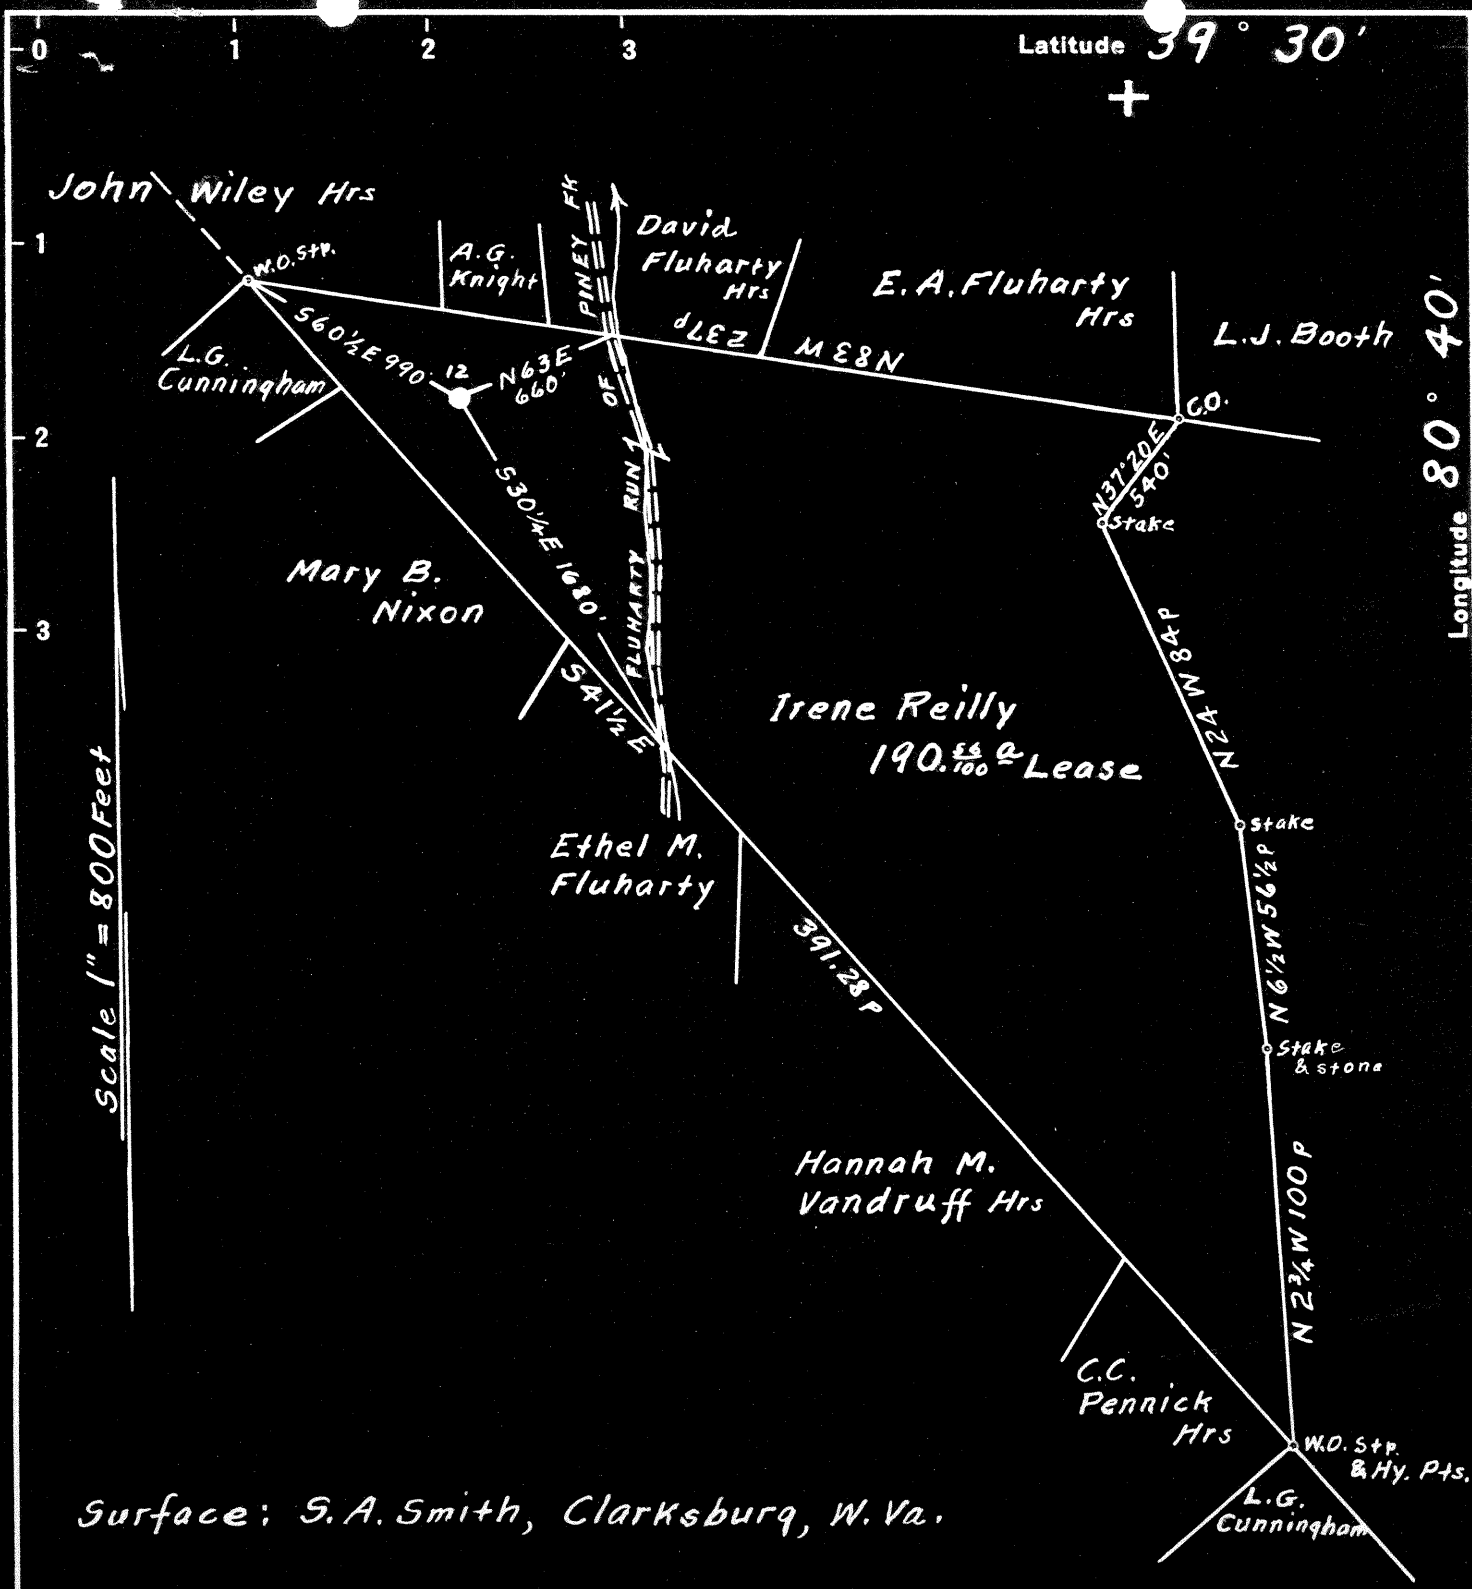 0 1 2 3
Latitude 39° 30'
80° 40'
Longitude
1
2
3
John Wiley Hrs
W.O. Stp.
A.G.
Knight
PINEY FK
OF
FLUHARTY RUN
David
Fluharty
Hrs
E.A. Fluharty
Hrs
L.J. Booth
237P
N83W
L.G.
Cunningham
S60½E 990
12
N63E
660'
C.O.
N37°20E
540'
Stake
S30¼E 1680'
Mary B.
Nixon
S41½E
N24W 84P
Irene Reilly
190.56/100 a Lease
Stake
Ethel M.
Fluharty
N6½W 56½P
391.28P
Stake
& stone
Scale 1" = 800 Feet
Hannah M.
Vandruff Hrs
N2¾W 100P
C.C.
Pennick
Hrs
W.O. Stp.
& Hy. Pts.
L.G.
Cunningham
Surface: S.A. Smith, Clarksburg, W. Va.